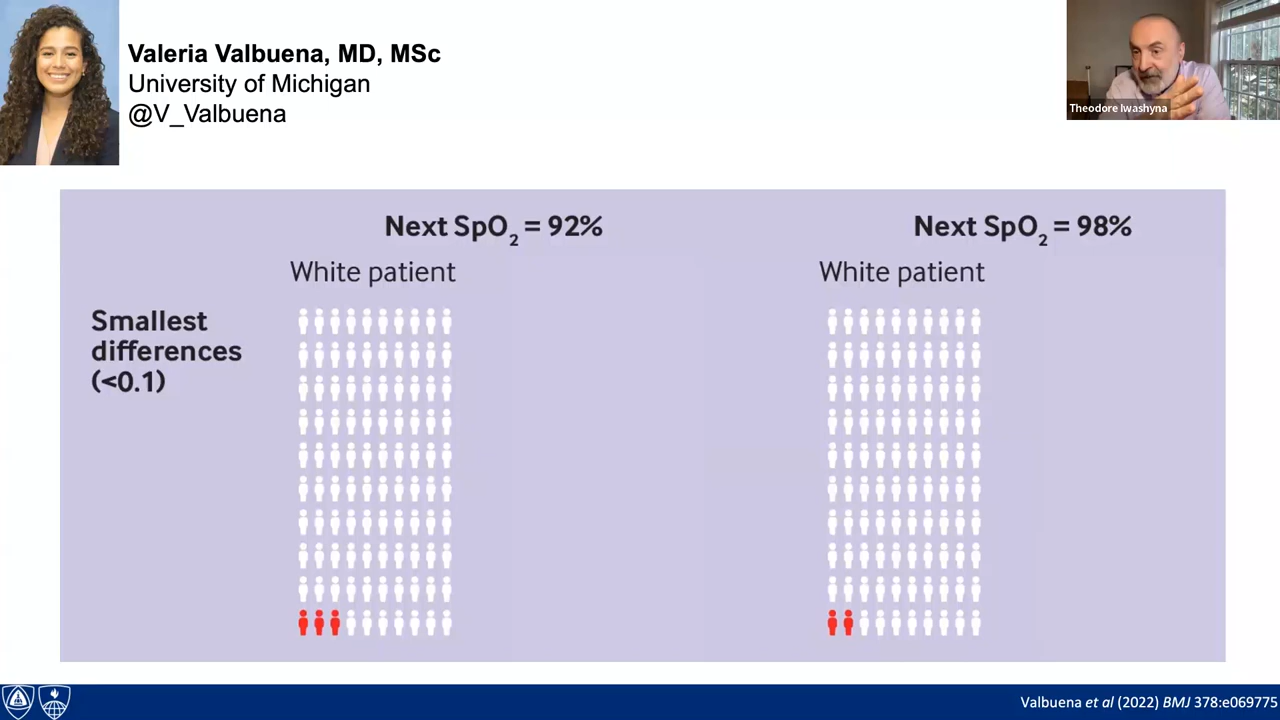 Valeria Valbuena, MD, MSc
University of Michigan
@V_Valbuena
Theodore Iwashyna
Next SpO₂ = 92%
Next SpO₂ = 98%
White patient
White patient
Smallest
differences
(<0.1)
Valbuena et al (2022) BMJ 378:e069775